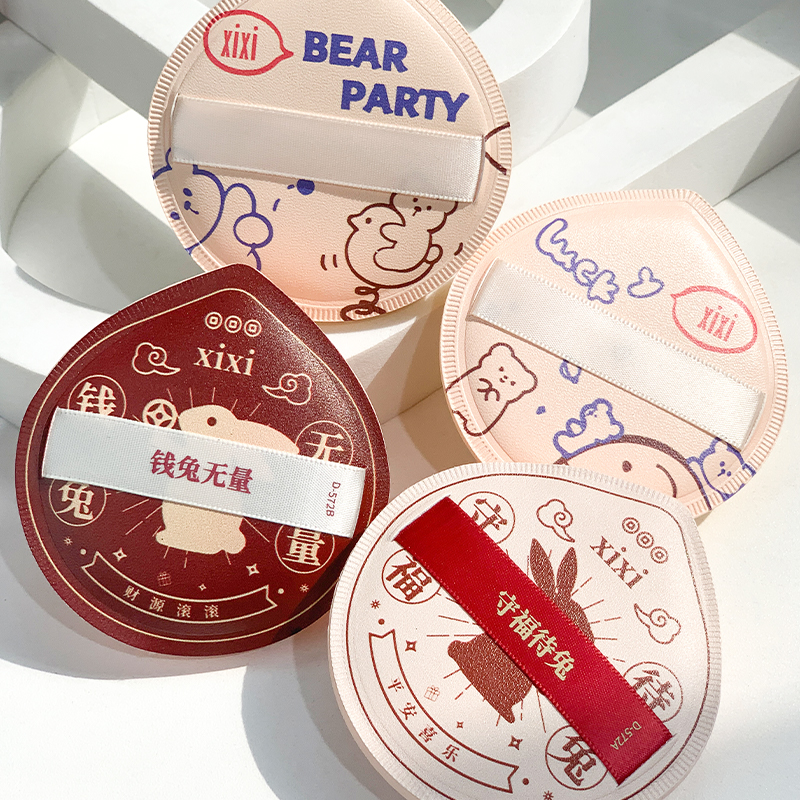 xixi
BEAR
PARTY
Luck
xixi
xixi
钱兔
无量
钱兔无量
D-572B
财源滚滚
xixi
守福
待兔
守福待兔
D-572A
平安喜乐